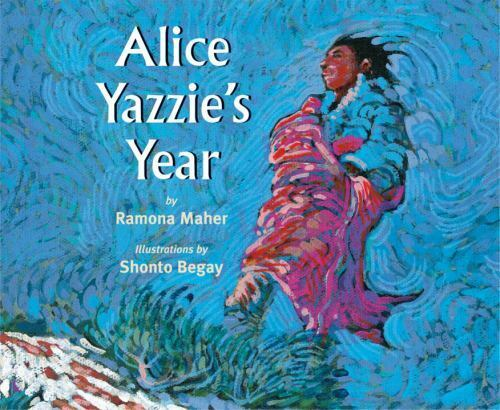 Alice
Yazzie's
Year
by
Ramona Maher
Illustrations by
Shonto Begay